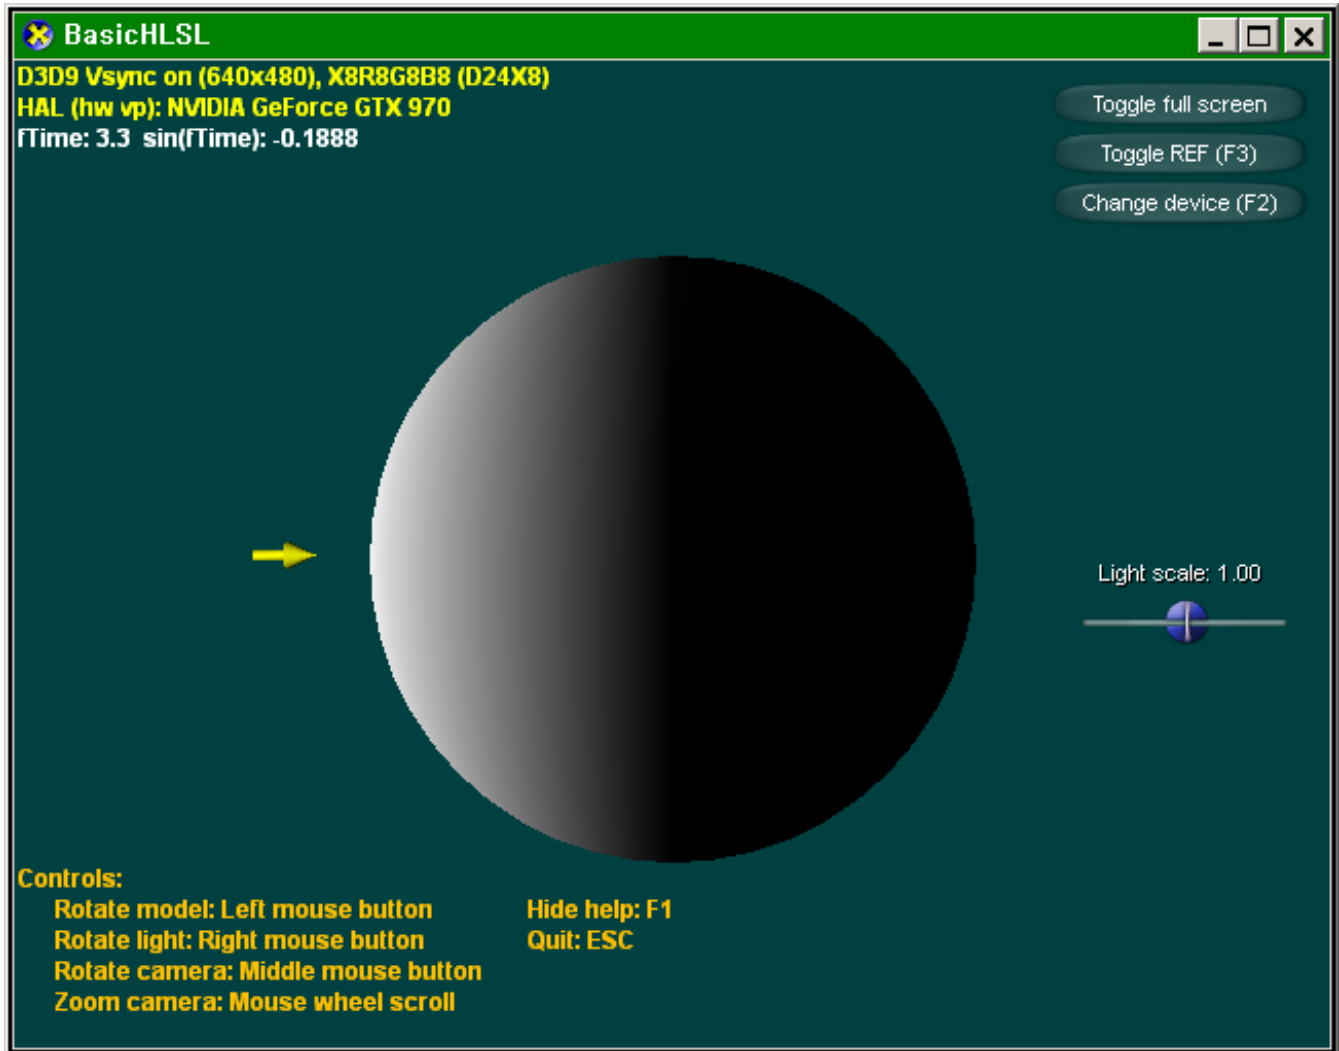 BasicHLSL
D3D9 Vsync on (640x480), X8R8G8B8 (D24X8)
HAL (hw vp): NVIDIA GeForce GTX 970
fTime: 3.3  sin(fTime): -0.1888
Toggle full screen
Toggle REF (F3)
Change device (F2)
Light scale: 1.00
Controls:
Rotate model: Left mouse button
Rotate light: Right mouse button
Rotate camera: Middle mouse button
Zoom camera: Mouse wheel scroll
Hide help: F1
Quit: ESC